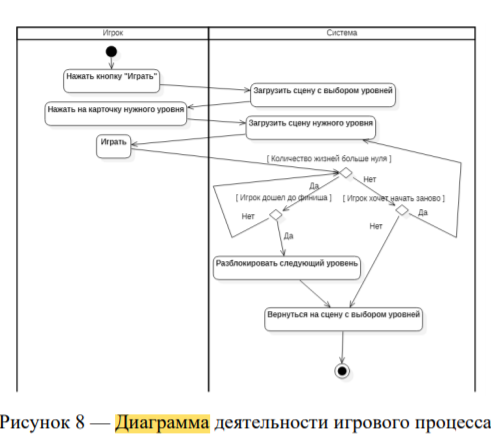 Игрок
Система
Нажать кнопку "Играть"
Загрузить сцену с выбором уровней
Нажать на карточку нужного уровня
Загрузить сцену нужного уровня
Играть
[ Количество жизней больше нуля ]
Нет
Да
[ Игрок дошел до финиша ]
[ Игрок хочет начать заново ]
Нет
Да
Да
Нет
Разблокировать следующий уровень
Вернуться на сцену с выбором уровней
Рисунок 8 — Диаграмма деятельности игрового процесса